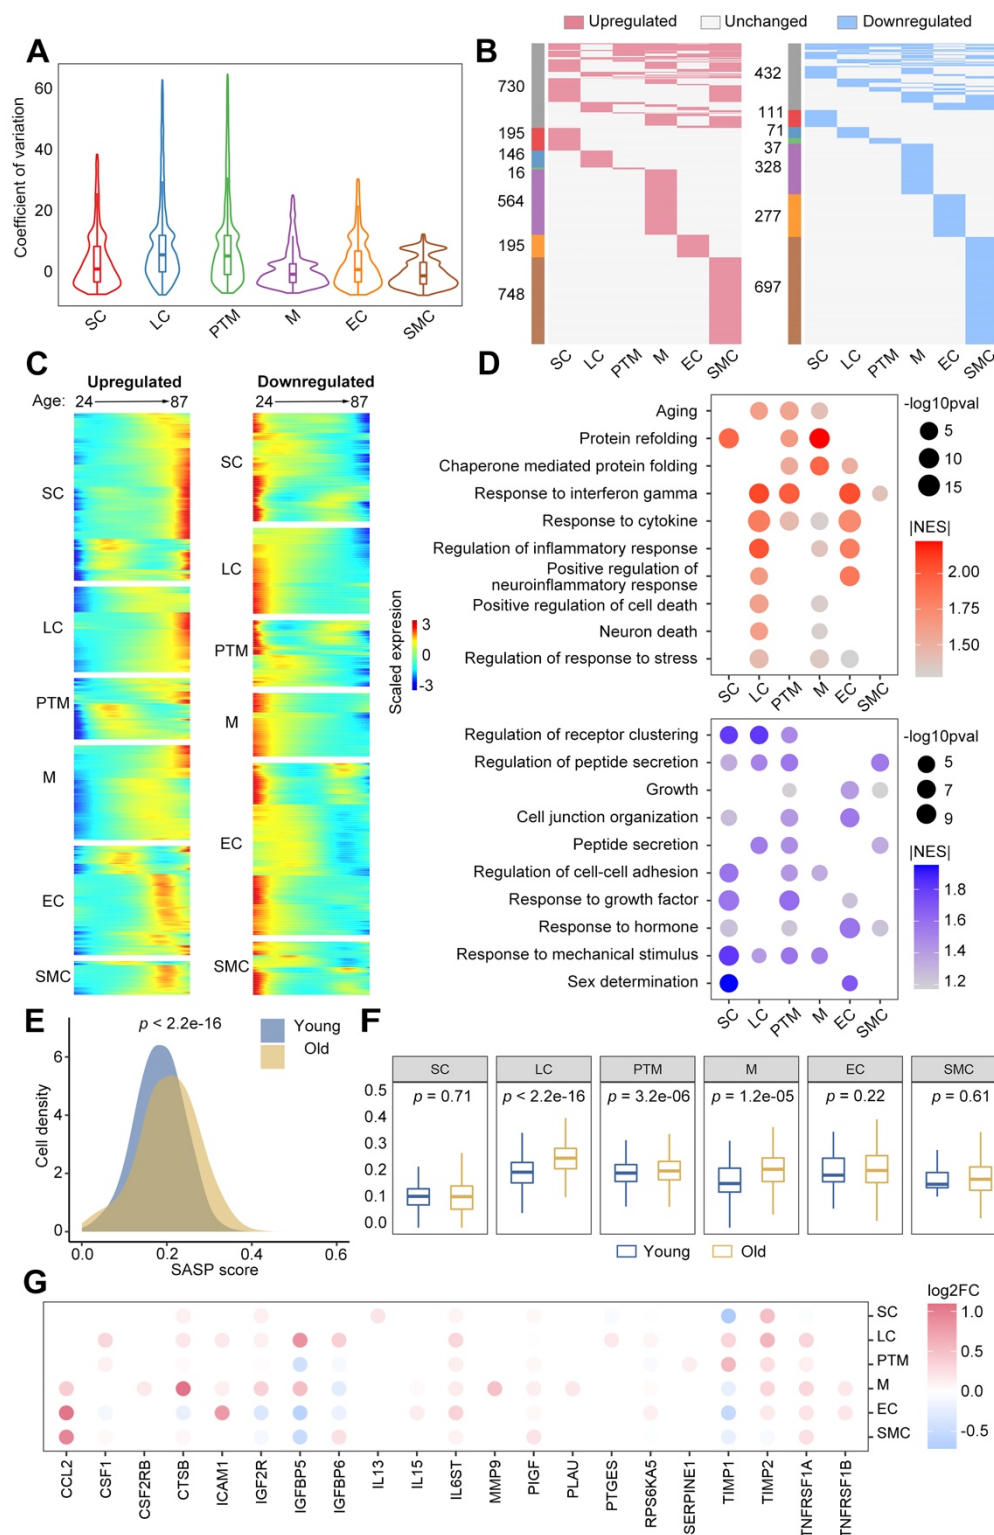 A
Coefficient of variation
60
40
20
0
SC LC PTM M EC SMC
Upregulated Unchanged Downregulated
B
730
195
146
16
564
195
748
SC LC PTM M EC SMC
432
111
71
37
328
277
697
SC LC PTM M EC SMC
C
Upregulated Downregulated
Age: 24 87 24 87
SC
LC
PTM
M
EC
SMC
SC
LC
PTM
M
EC
SMC
Scaled expression
3
0
-3
D
Aging
Protein refolding
Chaperone mediated protein folding
Response to interferon gamma
Response to cytokine
Regulation of inflammatory response
Positive regulation of
neuroinflammatory response
Positive regulation of cell death
Neuron death
Regulation of response to stress
SC LC PTM M EC SMC
-log10pval
5
10
15
|NES|
2.00
1.75
1.50
Regulation of receptor clustering
Regulation of peptide secretion
Growth
Cell junction organization
Peptide secretion
Regulation of cell-cell adhesion
Response to growth factor
Response to hormone
Response to mechanical stimulus
Sex determination
SC LC PTM M EC SMC
-log10pval
5
7
9
|NES|
1.8
1.6
1.4
1.2
E
p < 2.2e-16
Young
Old
Cell density
6
4
2
0
0.0 0.2 0.4 0.6
SASP score
F
SC LC PTM M EC SMC
p = 0.71 p < 2.2e-16 p = 3.2e-06 p = 1.2e-05 p = 0.22 p = 0.61
0.5
0.4
0.3
0.2
0.1
0.0
Young Old
G
SC
LC
PTM
M
EC
SMC
CCL2 CSF1 CSF2RB CTSB ICAM1 IGF2R IGFBP5 IGFBP6 IL13 IL15 IL6ST MMP9 PIGF PLAU PTGES RPS6KA5 SERPINE1 TIMP1 TIMP2 TNFRSF1A TNFRSF1B
log2FC
1.0
0.5
0.0
-0.5